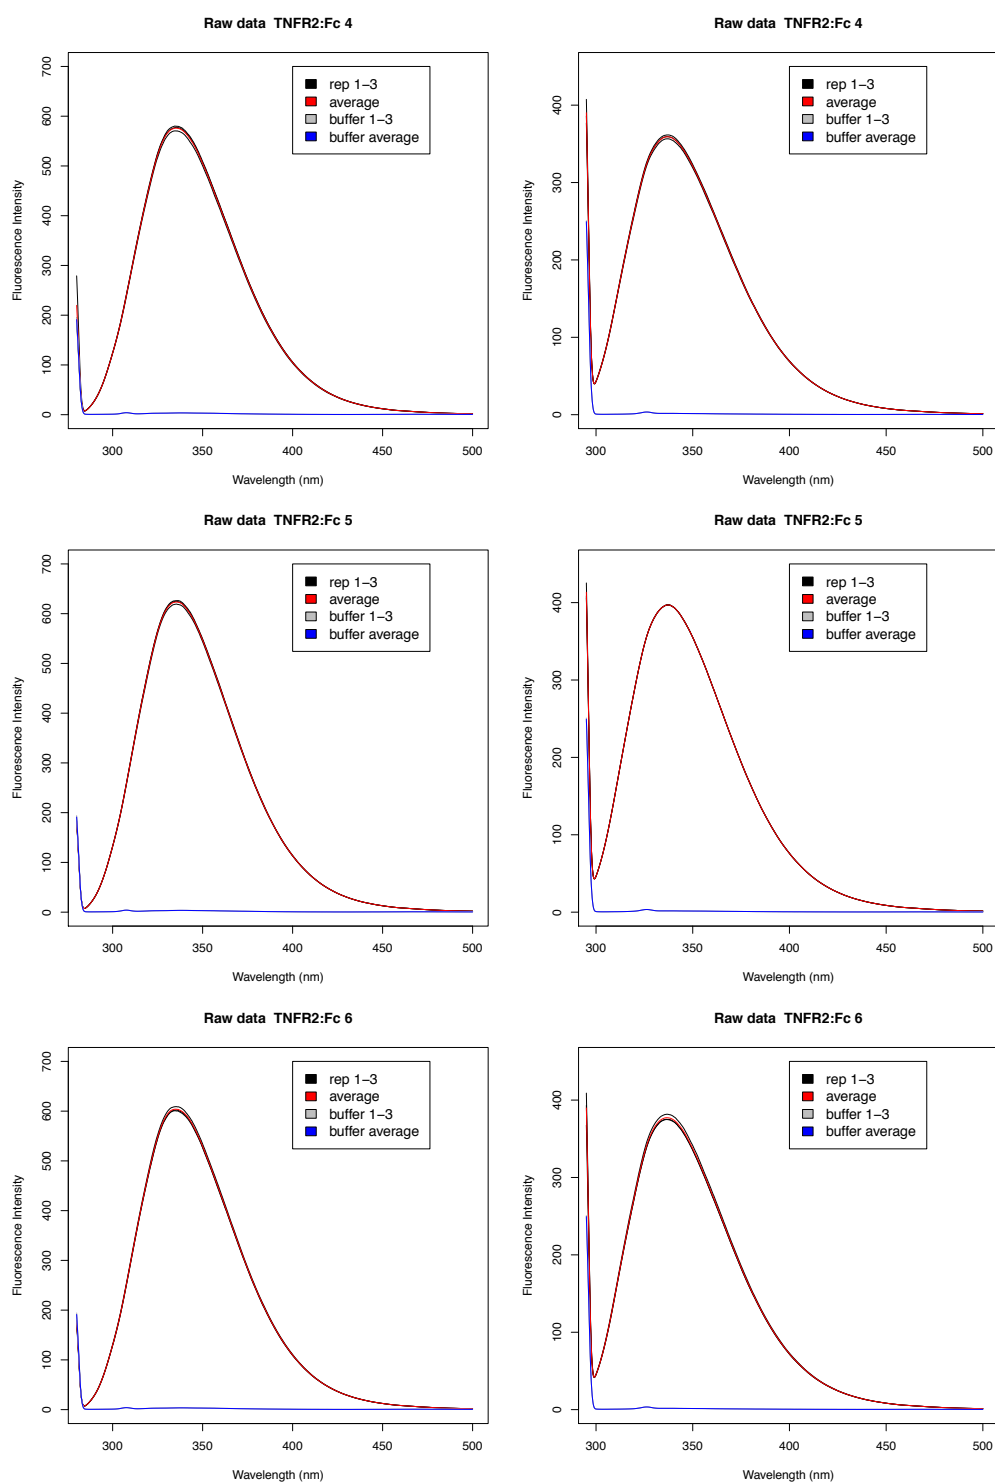 Raw data  TNFR2:Fc 4
700
600
500
400
300
200
100
0
Fluorescence Intensity
rep 1−3
average
buffer 1−3
buffer average
300
350
400
450
500
Wavelength (nm)
Raw data  TNFR2:Fc 4
400
300
200
100
0
Fluorescence Intensity
rep 1−3
average
buffer 1−3
buffer average
300
350
400
450
500
Wavelength (nm)
Raw data  TNFR2:Fc 5
700
600
500
400
300
200
100
0
Fluorescence Intensity
rep 1−3
average
buffer 1−3
buffer average
300
350
400
450
500
Wavelength (nm)
Raw data  TNFR2:Fc 5
400
300
200
100
0
Fluorescence Intensity
rep 1−3
average
buffer 1−3
buffer average
300
350
400
450
500
Wavelength (nm)
Raw data  TNFR2:Fc 6
700
600
500
400
300
200
100
0
Fluorescence Intensity
rep 1−3
average
buffer 1−3
buffer average
300
350
400
450
500
Wavelength (nm)
Raw data  TNFR2:Fc 6
400
300
200
100
0
Fluorescence Intensity
rep 1−3
average
buffer 1−3
buffer average
300
350
400
450
500
Wavelength (nm)